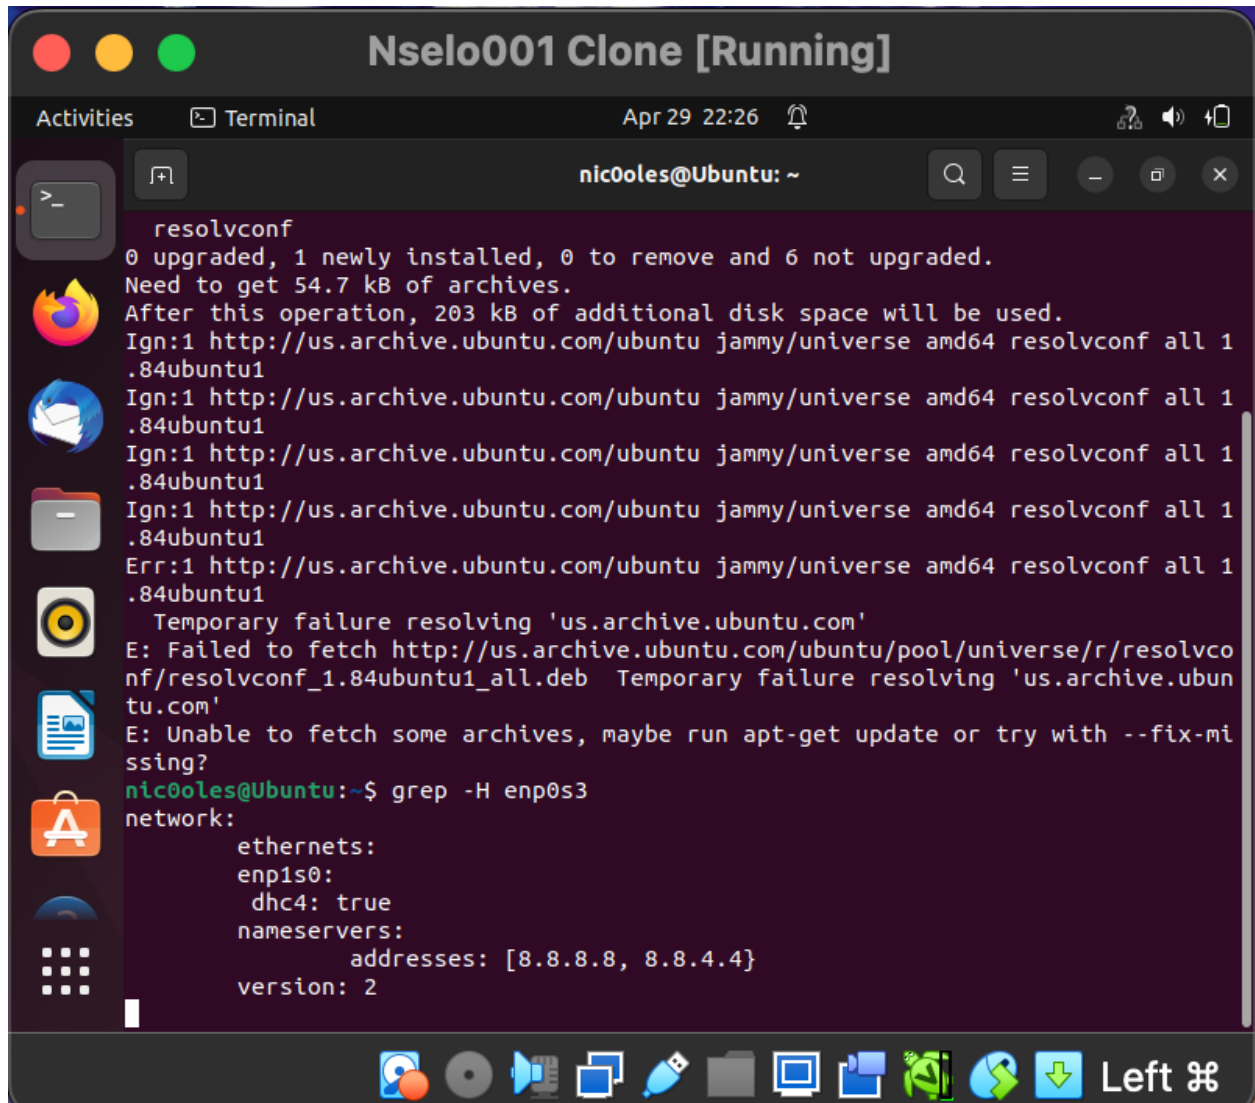 Nselo001 Clone [Running]
Activities Terminal Apr 29 22:26
nic0oles@Ubuntu: ~
resolvconf
0 upgraded, 1 newly installed, 0 to remove and 6 not upgraded.
Need to get 54.7 kB of archives.
After this operation, 203 kB of additional disk space will be used.
Ign:1 http://us.archive.ubuntu.com/ubuntu jammy/universe amd64 resolvconf all 1
.84ubuntu1
Ign:1 http://us.archive.ubuntu.com/ubuntu jammy/universe amd64 resolvconf all 1
.84ubuntu1
Ign:1 http://us.archive.ubuntu.com/ubuntu jammy/universe amd64 resolvconf all 1
.84ubuntu1
Ign:1 http://us.archive.ubuntu.com/ubuntu jammy/universe amd64 resolvconf all 1
.84ubuntu1
Err:1 http://us.archive.ubuntu.com/ubuntu jammy/universe amd64 resolvconf all 1
.84ubuntu1
Temporary failure resolving 'us.archive.ubuntu.com'
E: Failed to fetch http://us.archive.ubuntu.com/ubuntu/pool/universe/r/resolvco
nf/resolvconf_1.84ubuntu1_all.deb  Temporary failure resolving 'us.archive.ubun
tu.com'
E: Unable to fetch some archives, maybe run apt-get update or try with --fix-mi
ssing?
nic0oles@Ubuntu:~$ grep -H enp0s3
network:
ethernets:
enp1s0:
dhc4: true
nameservers:
addresses: [8.8.8.8, 8.8.4.4}
version: 2
Left ⌘